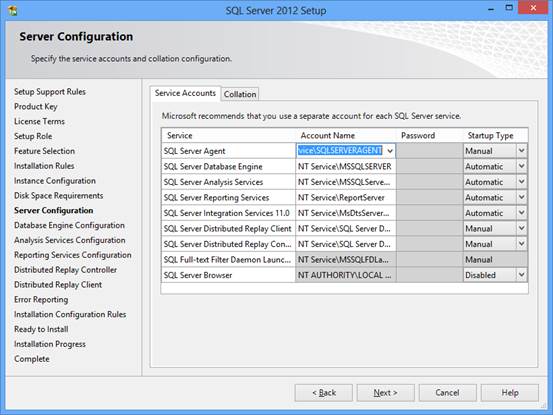 SQL Server 2012 Setup
Server Configuration
Specify the service accounts and collation configuration.
Setup Support Rules
Product Key
License Terms
Setup Role
Feature Selection
Installation Rules
Instance Configuration
Disk Space Requirements
Server Configuration
Database Engine Configuration
Analysis Services Configuration
Reporting Services Configuration
Distributed Replay Controller
Distributed Replay Client
Error Reporting
Installation Configuration Rules
Ready to Install
Installation Progress
Complete
Service Accounts Collation
Microsoft recommends that you use a separate account for each SQL Server service.
Service Account Name Password Startup Type
SQL Server Agent vice\SQLSERVERAGENT Manual
SQL Server Database Engine NT Service\MSSQLSERVER Automatic
SQL Server Analysis Services NT Service\MSSQLServe... Automatic
SQL Server Reporting Services NT Service\ReportServer Automatic
SQL Server Integration Services 11.0 NT Service\MsDtsServer... Automatic
SQL Server Distributed Replay Client NT Service\SQL Server D... Manual
SQL Server Distributed Replay Con... NT Service\SQL Server D... Manual
SQL Full-text Filter Daemon Launc... NT Service\MSSQLFDLa... Manual
SQL Server Browser NT AUTHORITY\LOCAL ... Disabled
< Back Next > Cancel Help